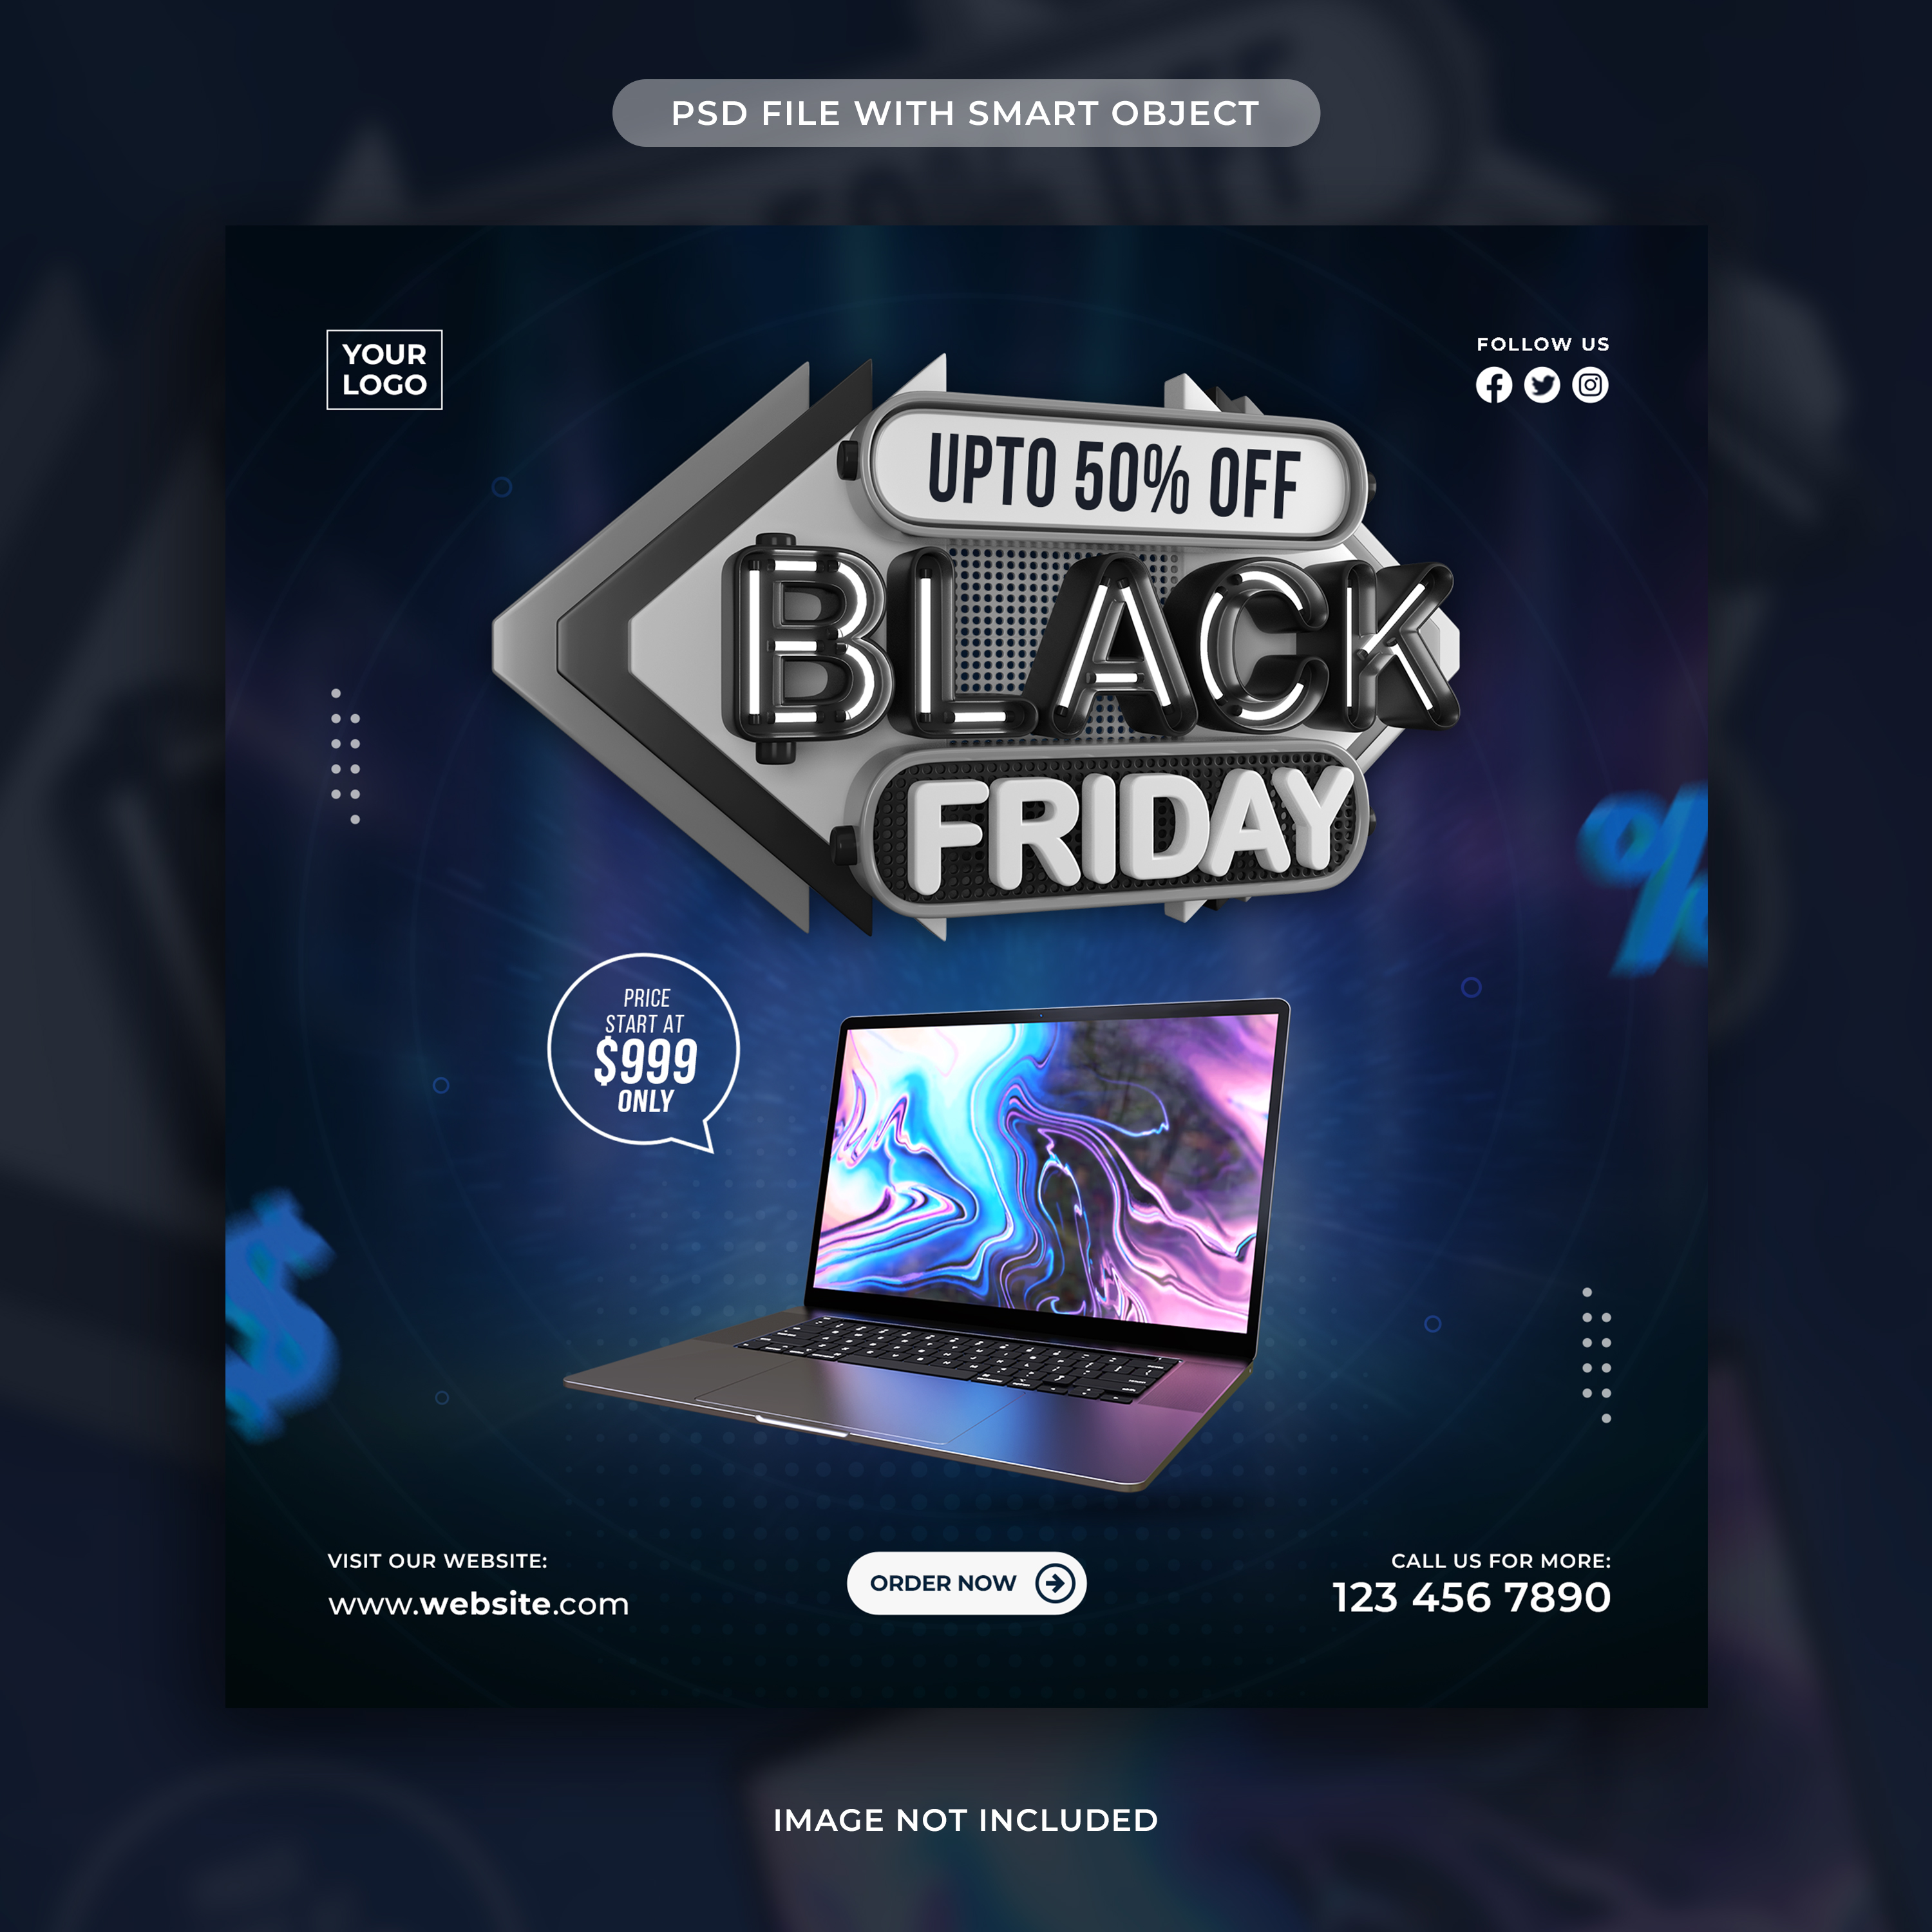 PSD FILE WITH SMART OBJECT
YOUR
LOGO
FOLLOW US
UPTO 50% OFF
BLACK
FRIDAY
PRICE
START AT
$999
ONLY
%
$
VISIT OUR WEBSITE:
www.website.com
ORDER NOW
CALL US FOR MORE:
123 456 7890
IMAGE NOT INCLUDED